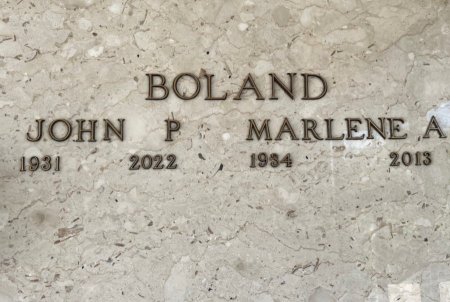 BOLAND
JOHN P MARLENE A
1931 2022 1934 2013